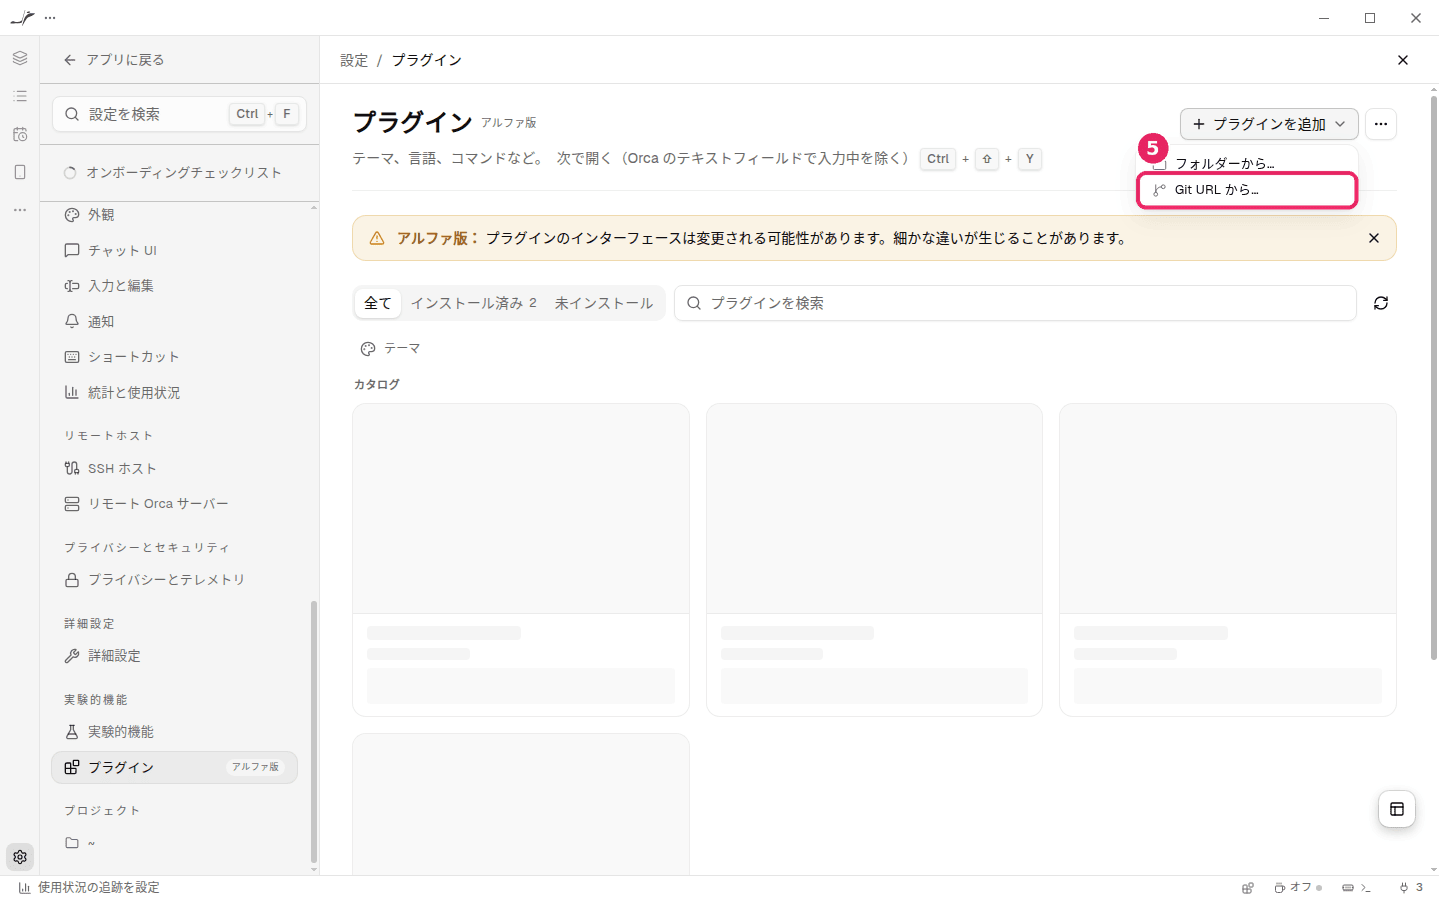 アプリに戻る
設定を検索
Ctrl + F
オンボーディングチェックリスト
外観
チャット UI
入力と編集
通知
ショートカット
統計と使用状況
リモートホスト
SSH ホスト
リモート Orca サーバー
プライバシーとセキュリティ
プライバシーとテレメトリ
詳細設定
詳細設定
実験的機能
実験的機能
プラグイン アルファ版
プロジェクト
~
設定 / プラグイン
プラグイン アルファ版
プラグインを追加
テーマ、言語、コマンドなど。 次で開く（Orca のテキストフィールドで入力中を除く） Ctrl + ⇧ + Y
5
フォルダーから...
Git URL から...
アルファ版： プラグインのインターフェースは変更される可能性があります。細かな違いが生じることがあります。
全て インストール済み 2 未インストール
プラグインを検索
テーマ
カタログ
使用状況の追跡を設定
オフ
3